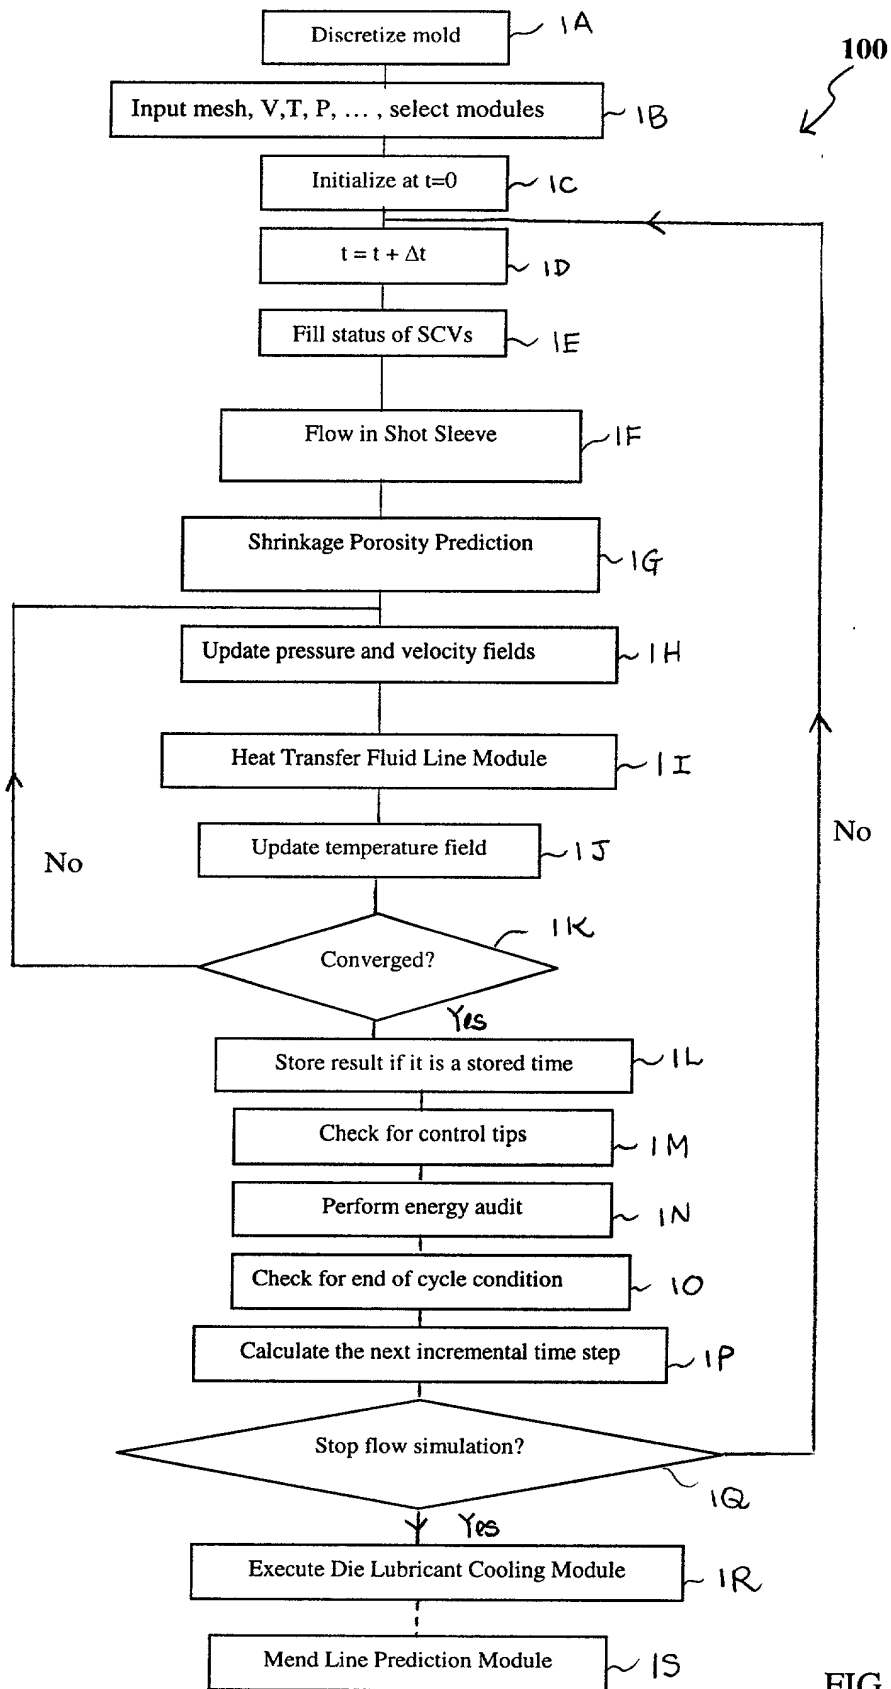 Discretize mold
1A
100
Input mesh, V,T, P, ... , select modules
1B
Initialize at t=0
1C
t = t + Δt
1D
Fill status of SCVs
1E
Flow in Shot Sleeve
1F
Shrinkage Porosity Prediction
1G
Update pressure and velocity fields
1H
Heat Transfer Fluid Line Module
1I
Update temperature field
1J
No
No
Converged?
1K
Yes
Store result if it is a stored time
1L
Check for control tips
1M
Perform energy audit
1N
Check for end of cycle condition
1O
Calculate the next incremental time step
1P
Stop flow simulation?
1Q
Yes
Execute Die Lubricant Cooling Module
1R
Mend Line Prediction Module
1S
FIG